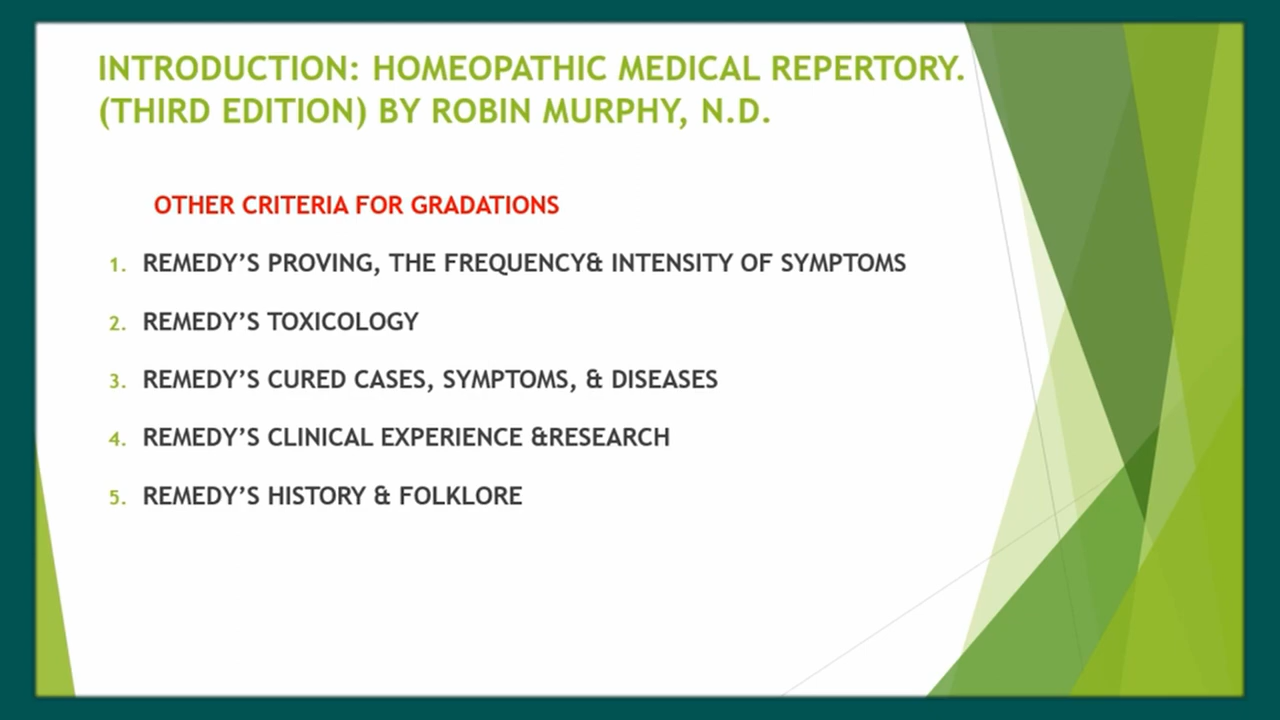 INTRODUCTION: HOMEOPATHIC MEDICAL REPERTORY.
(THIRD EDITION) BY ROBIN MURPHY, N.D.
OTHER CRITERIA FOR GRADATIONS
1. REMEDY’S PROVING, THE FREQUENCY& INTENSITY OF SYMPTOMS
2. REMEDY’S TOXICOLOGY
3. REMEDY’S CURED CASES, SYMPTOMS, & DISEASES
4. REMEDY’S CLINICAL EXPERIENCE &RESEARCH
5. REMEDY’S HISTORY & FOLKLORE